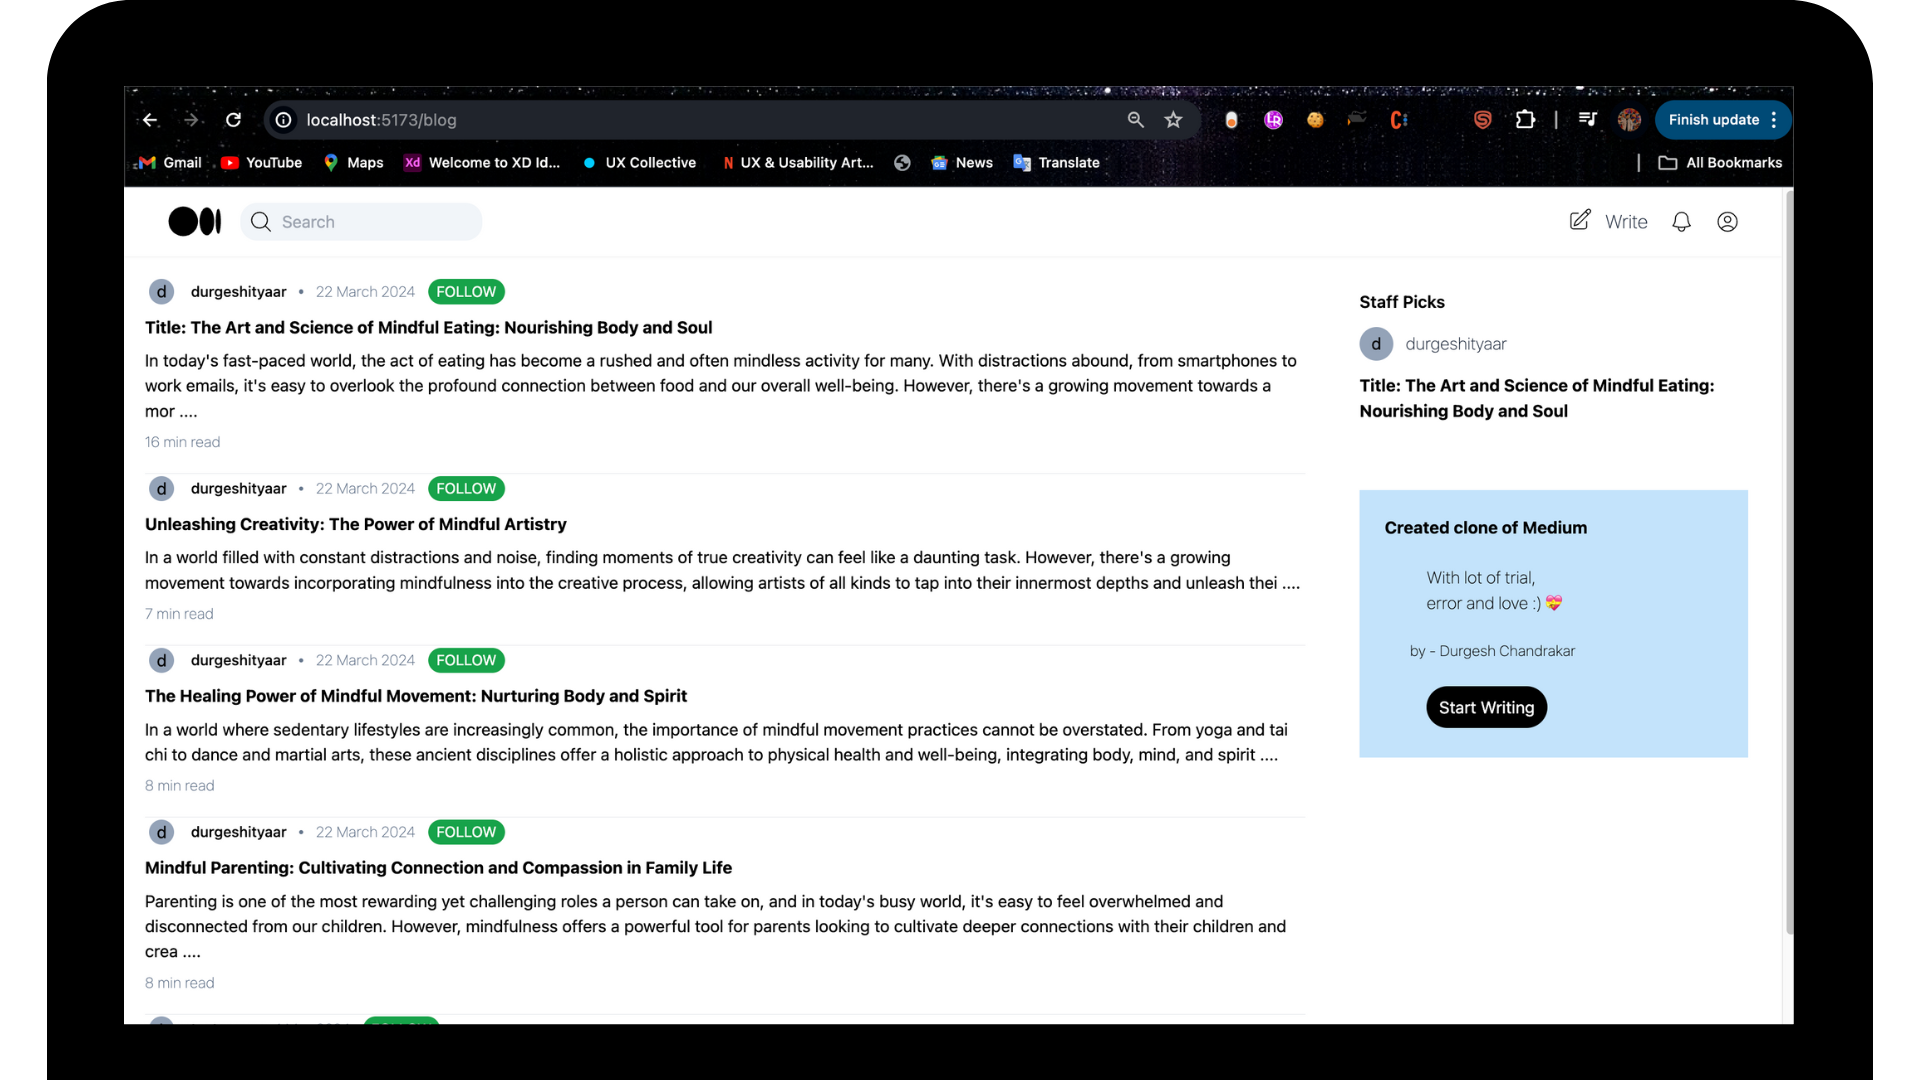 localhost:5173/blog
Finish update
Gmail YouTube Maps Xd Welcome to XD Id... UX Collective N UX & Usability Art... News Translate All Bookmarks
Search Write
d durgeshityaar • 22 March 2024 FOLLOW
Title: The Art and Science of Mindful Eating: Nourishing Body and Soul
In today's fast-paced world, the act of eating has become a rushed and often mindless activity for many. With distractions abound, from smartphones to
work emails, it's easy to overlook the profound connection between food and our overall well-being. However, there's a growing movement towards a
mor ....
16 min read
d durgeshityaar • 22 March 2024 FOLLOW
Unleashing Creativity: The Power of Mindful Artistry
In a world filled with constant distractions and noise, finding moments of true creativity can feel like a daunting task. However, there's a growing
movement towards incorporating mindfulness into the creative process, allowing artists of all kinds to tap into their innermost depths and unleash thei ....
7 min read
d durgeshityaar • 22 March 2024 FOLLOW
The Healing Power of Mindful Movement: Nurturing Body and Spirit
In a world where sedentary lifestyles are increasingly common, the importance of mindful movement practices cannot be overstated. From yoga and tai
chi to dance and martial arts, these ancient disciplines offer a holistic approach to physical health and well-being, integrating body, mind, and spirit ....
8 min read
d durgeshityaar • 22 March 2024 FOLLOW
Mindful Parenting: Cultivating Connection and Compassion in Family Life
Parenting is one of the most rewarding yet challenging roles a person can take on, and in today's busy world, it's easy to feel overwhelmed and
disconnected from our children. However, mindfulness offers a powerful tool for parents looking to cultivate deeper connections with their children and
crea ....
8 min read
Staff Picks
d durgeshityaar
Title: The Art and Science of Mindful Eating:
Nourishing Body and Soul
Created clone of Medium
With lot of trial,
error and love :) 💝
by - Durgesh Chandrakar
Start Writing